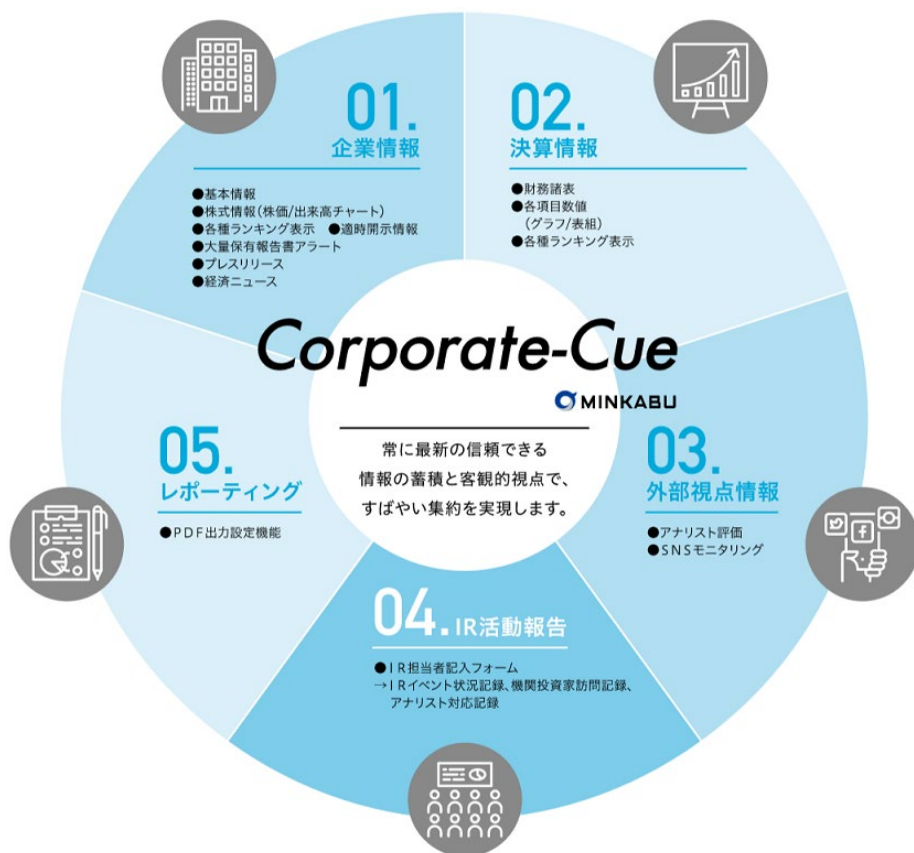 01.
企業情報
●基本情報
●株式情報(株価/出来高チャート)
●各種ランキング表示 ●適時開示情報
●大量保有報告書アラート
●プレスリリース
●経済ニュース
02.
決算情報
●財務諸表
●各項目数値
(グラフ/表組)
●各種ランキング表示
Corporate-Cue
MINKABU
常に最新の信頼できる
情報の蓄積と客観的視点で、
すばやい集約を実現します。
03.
外部視点情報
●アナリスト評価
●SNSモニタリング
04. IR活動報告
●IR担当者記入フォーム
→IRイベント状況記録、機関投資家訪問記録、
アナリスト対応記録
05.
レポーティング
●PDF出力設定機能